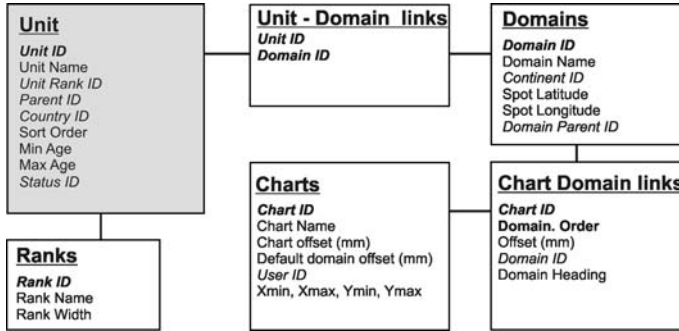 Unit
Unit ID
Unit Name
Unit Rank ID
Parent ID
Country ID
Sort Order
Min Age
Max Age
Status ID
Unit - Domain links
Unit ID
Domain ID
Domains
Domain ID
Domain Name
Continent ID
Spot Latitude
Spot Longitude
Domain Parent ID
Ranks
Rank ID
Rank Name
Rank Width
Charts
Chart ID
Chart Name
Chart offset (mm)
Default domain offset (mm)
User ID
Xmin, Xmax, Ymin, Ymax
Chart Domain links
Chart ID
Domain. Order
Offset (mm)
Domain ID
Domain Heading